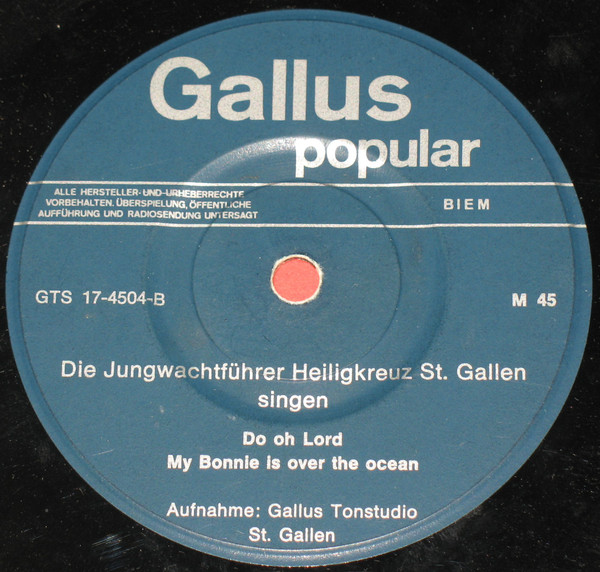 Gallus
popular
ALLE HERSTELLER-UND-URHEBERRECHTE
VORBEHALTEN. ÜBERSPIELUNG, ÖFFENTLICHE
AUFFÜHRUNG UND RADIOSENDUNG UNTERSAGT
BIEM
GTS 17-4504-B
M 45
Die Jungwachtführer Heiligkreuz St. Gallen
singen
Do oh Lord
My Bonnie is over the ocean
Aufnahme: Gallus Tonstudio
St. Gallen